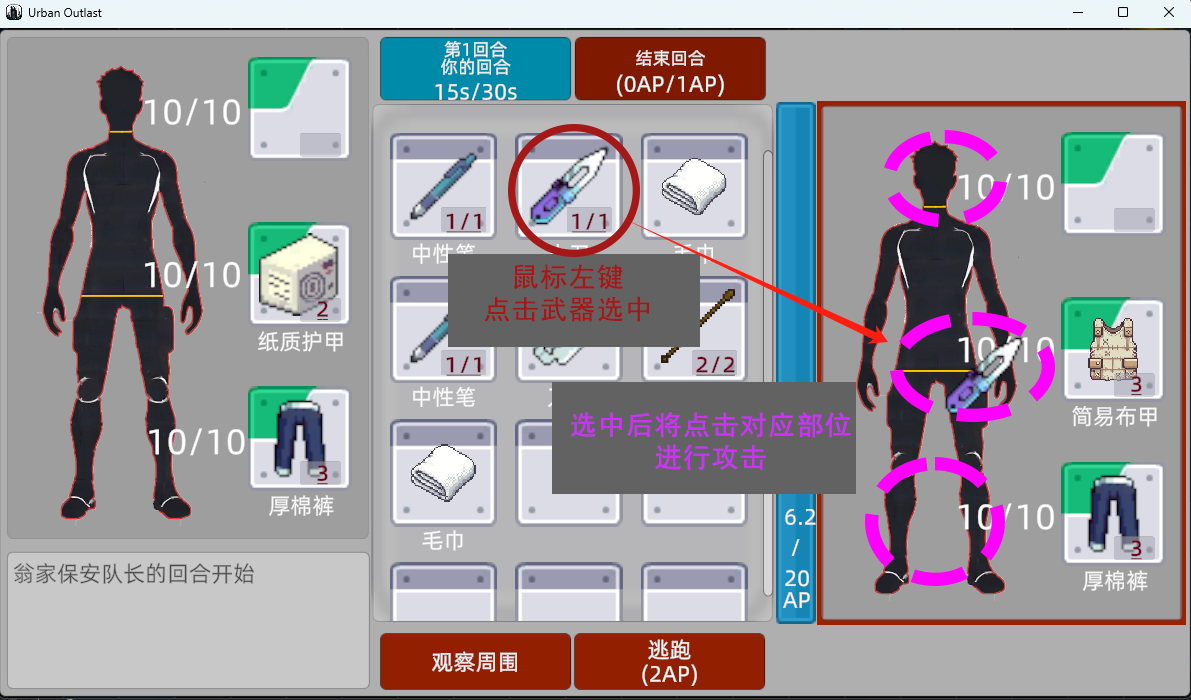 Urban Outlast
10/10
10/10
2
纸质护甲
10/10
3
厚棉裤
翁家保安队长的回合开始
第1回合
你的回合
15s/30s
结束回合
(0AP/1AP)
1/1
中性笔
1/1
毛巾
鼠标左键
点击武器选中
1/1
中性笔
2/2
选中后将点击对应部位
进行攻击
毛巾
6.2
/
20
AP
观察周围
逃跑
(2AP)
10/10
10/10
3
简易布甲
10/10
3
厚棉裤